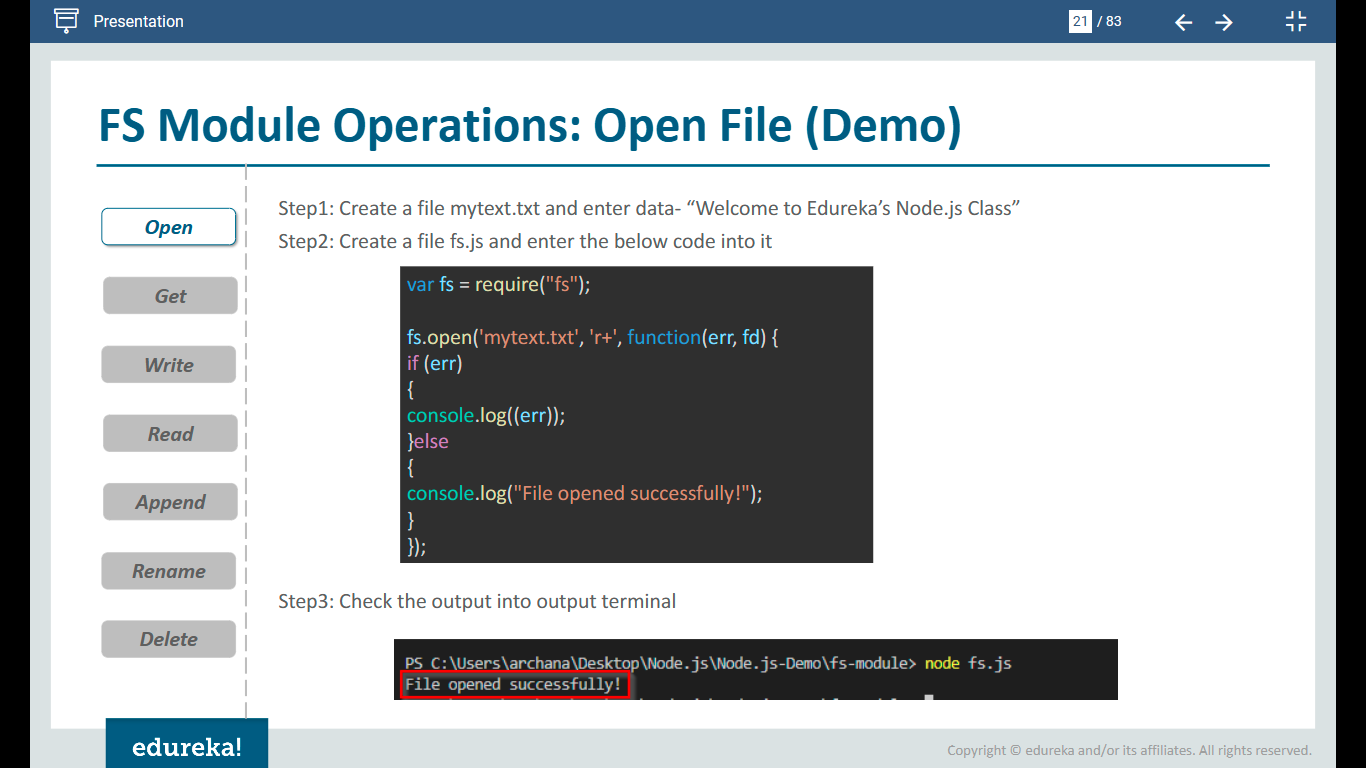 Presentation
21 / 83
FS Module Operations: Open File (Demo)
Open
Get
Write
Read
Append
Rename
Delete
Step1: Create a file mytext.txt and enter data- “Welcome to Edureka’s Node.js Class”
Step2: Create a file fs.js and enter the below code into it
var fs = require("fs");
fs.open('mytext.txt', 'r+', function(err, fd) {
if (err)
{
console.log((err));
}else
{
console.log("File opened successfully!");
}
});
Step3: Check the output into output terminal
PS C:\Users\archana\Desktop\Node.js\Node.js-Demo\fs-module> node fs.js
File opened successfully!
edureka!
Copyright © edureka and/or its affiliates. All rights reserved.